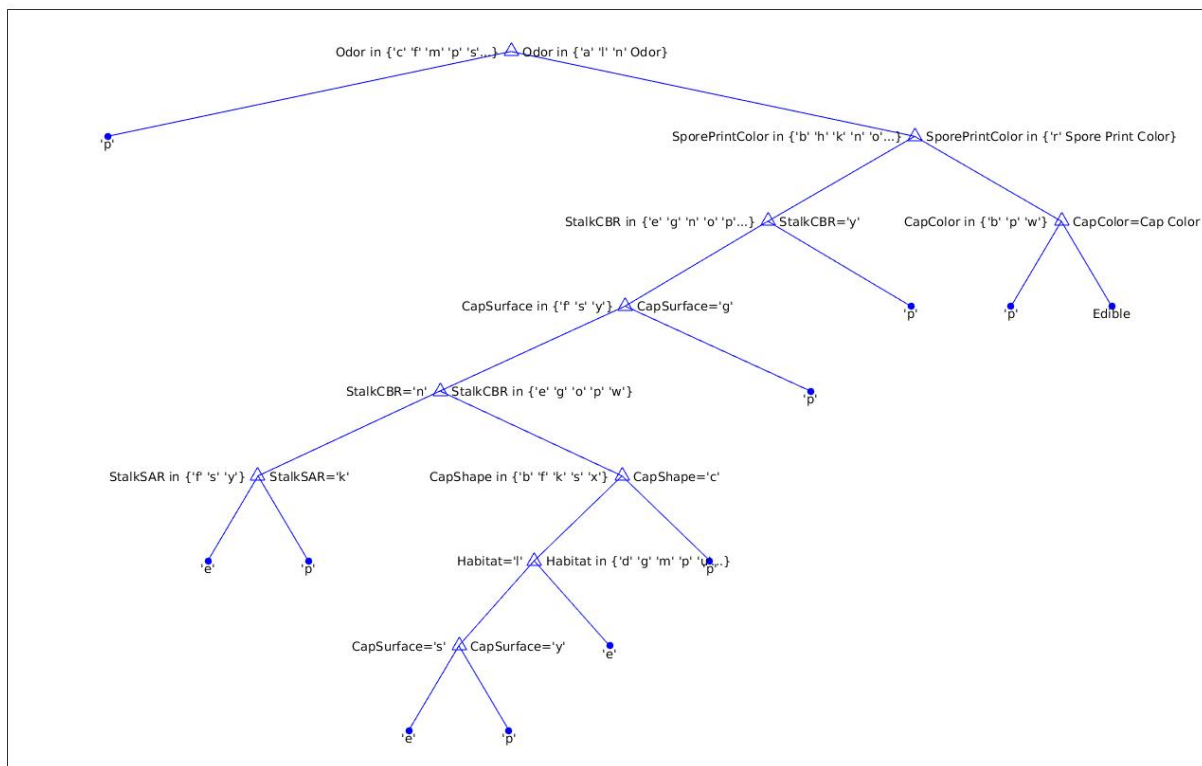 Odor in {'c' 'f' 'm' 'p' 's'...} Odor in {'a' 'l' 'n' Odor}
'p' SporePrintColor in {'b' 'h' 'k' 'n' 'o'...} SporePrintColor in {'r' Spore Print Color}
StalkCBR in {'e' 'g' 'n' 'o' 'p'...} StalkCBR='y' CapColor in {'b' 'p' 'w'} CapColor=Cap Color
CapSurface in {'f' 's' 'y'} CapSurface='g' 'p' 'p' Edible
StalkCBR='n' StalkCBR in {'e' 'g' 'o' 'p' 'w'} 'p'
StalkSAR in {'f' 's' 'y'} StalkSAR='k' CapShape in {'b' 'f' 'k' 's' 'x'} CapShape='c'
'e' 'p' Habitat='l' Habitat in {'d' 'g' 'm' 'p' 'u'...} 'p'
CapSurface='s' CapSurface='y' 'e'
'e' 'p'